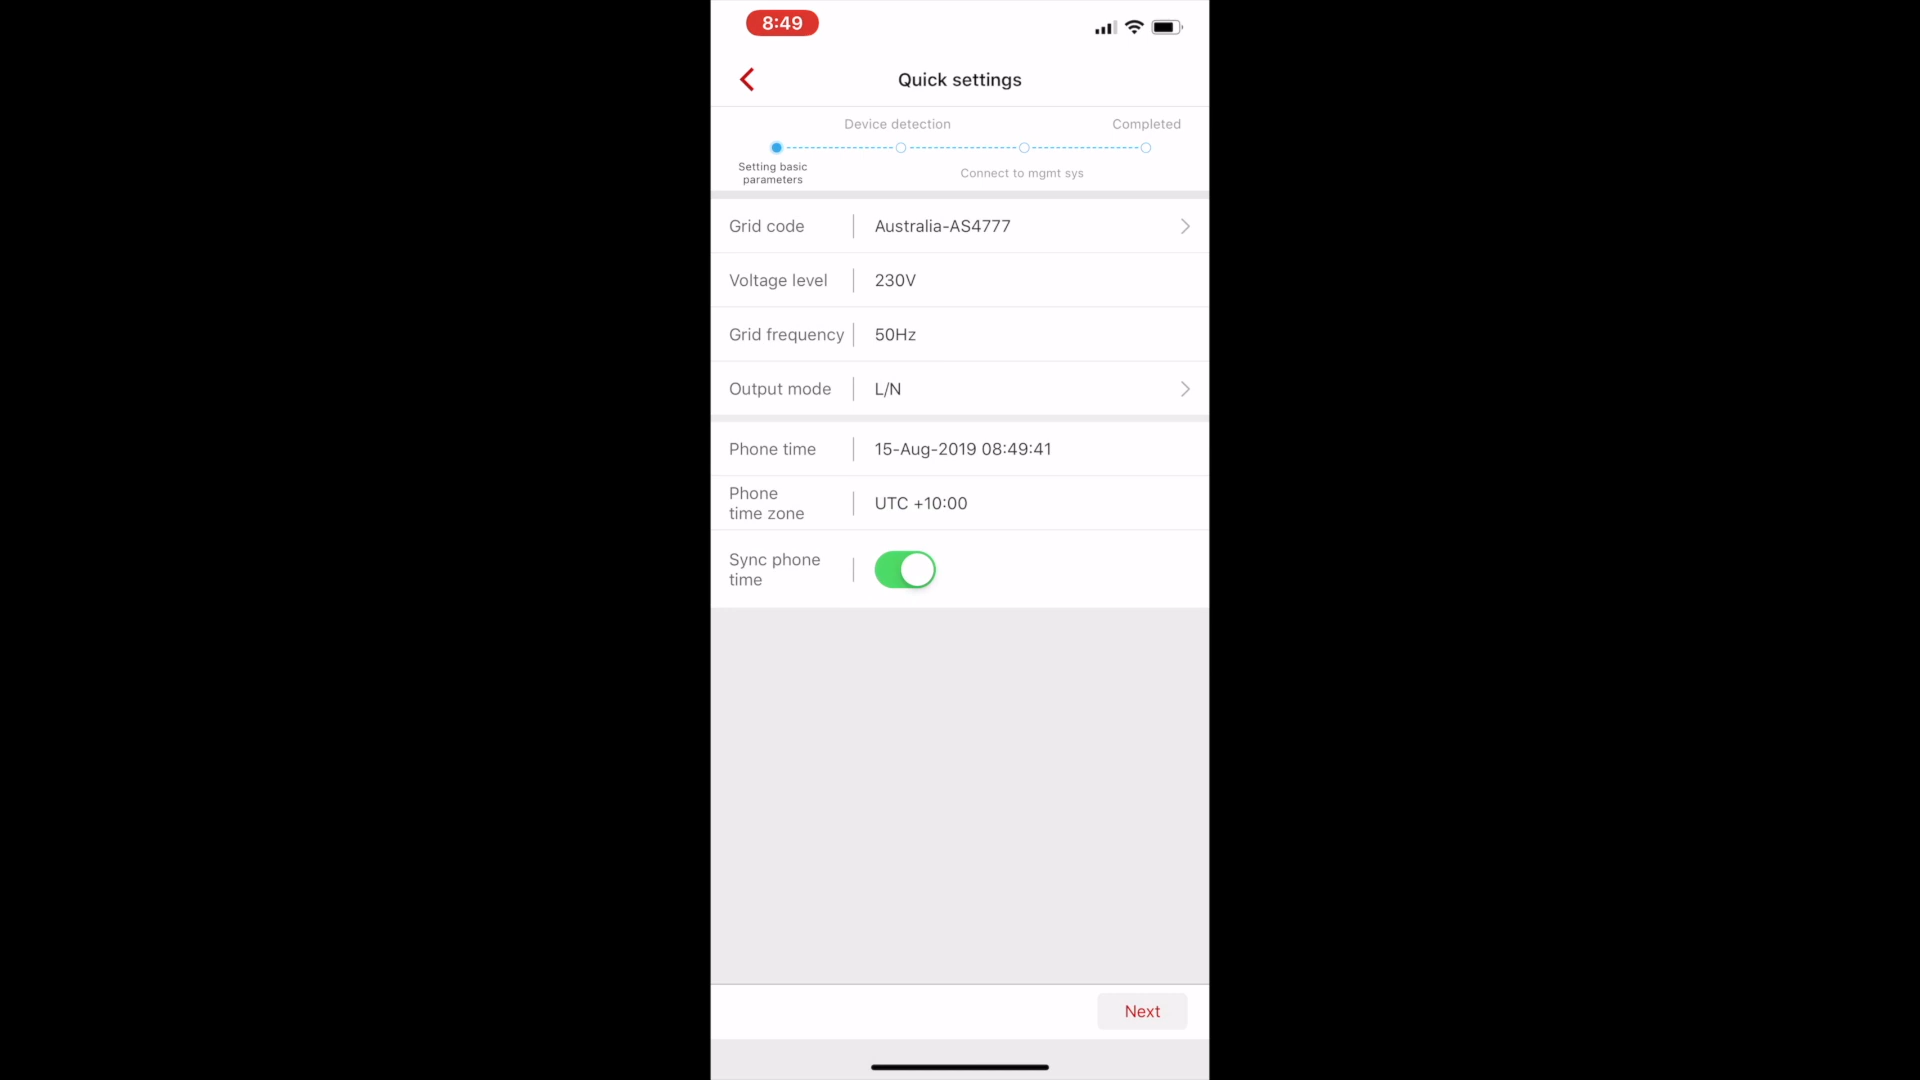 8:49
Quick settings
Device detection
Completed
Setting basic
parameters
Connect to mgmt sys
Grid code
Australia-AS4777
Voltage level
230V
Grid frequency
50Hz
Output mode
L/N
Phone time
15-Aug-2019 08:49:41
Phone
time zone
UTC +10:00
Sync phone
time
Next